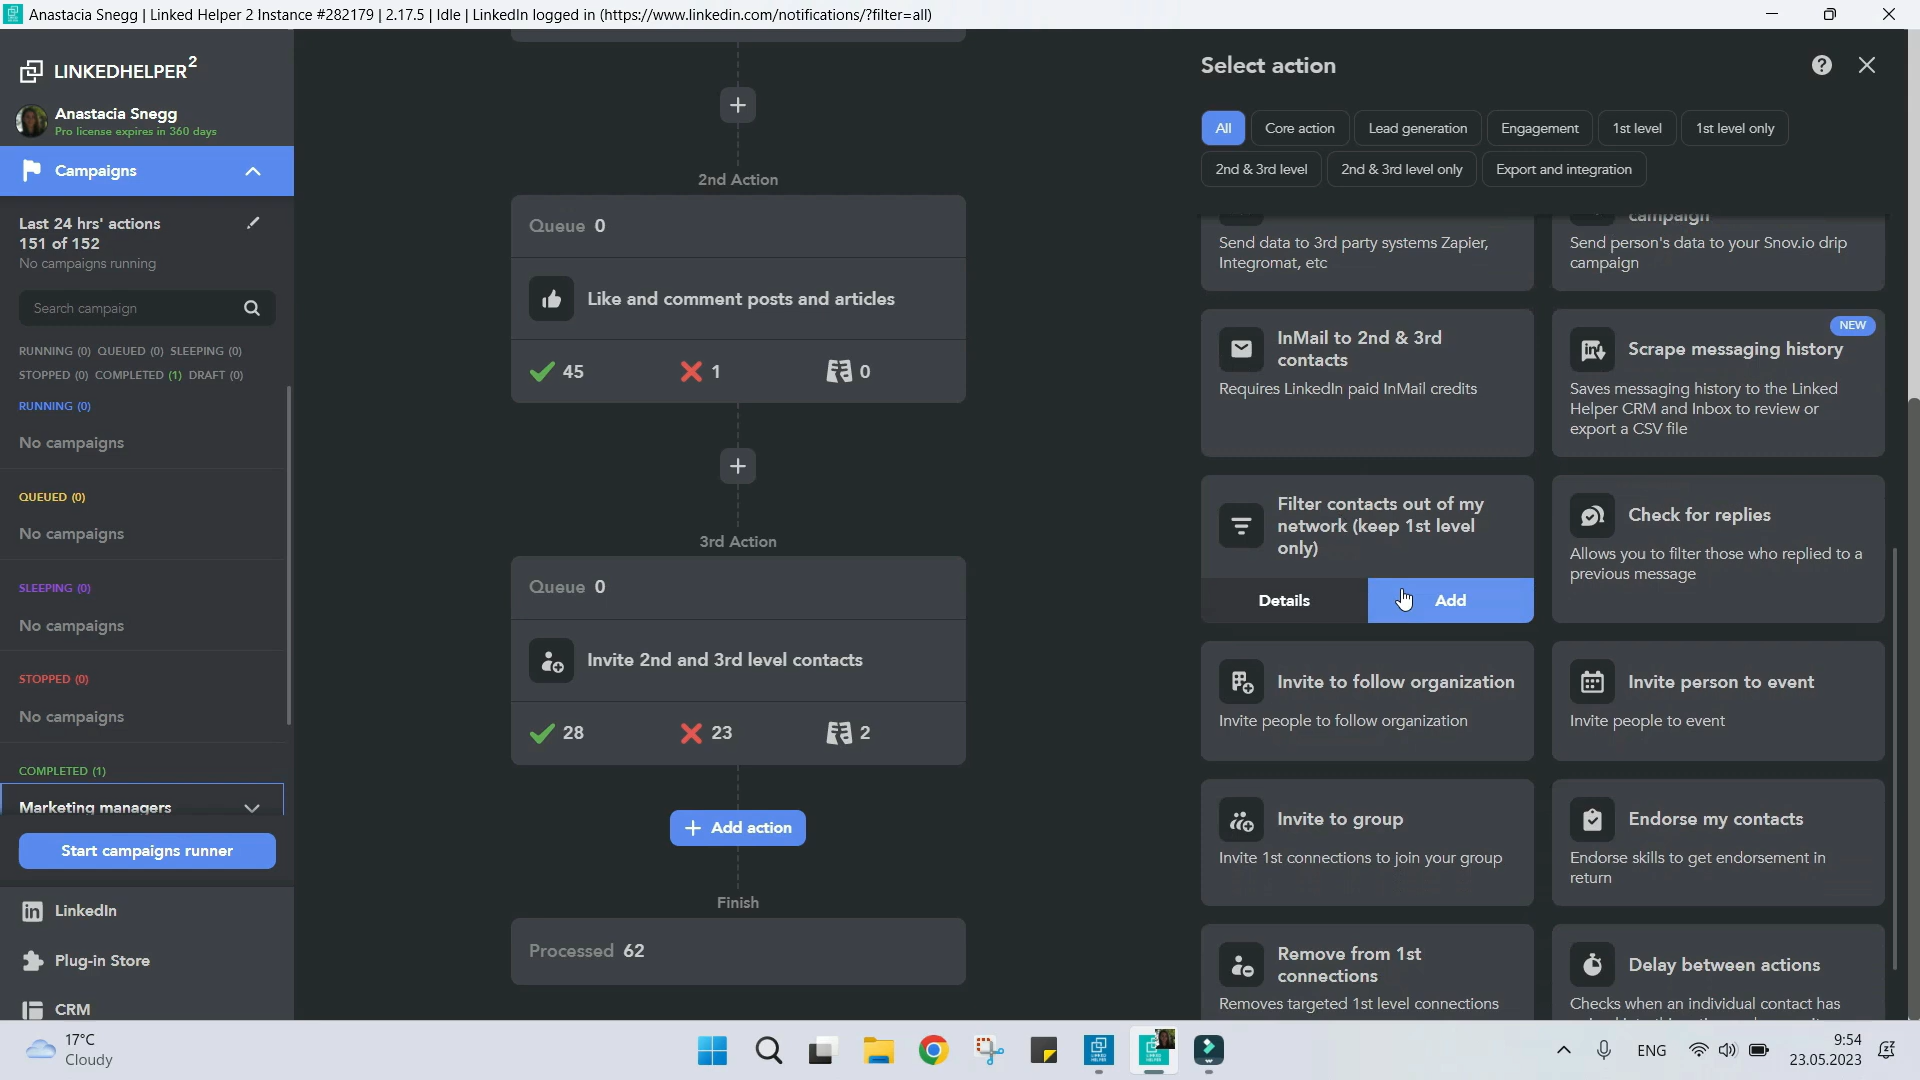 Anastacia Snegg | Linked Helper 2 Instance #282179 | 2.17.5 | Idle | LinkedIn logged in (https://www.linkedin.com/notifications/?filter=all)
LINKEDHELPER2
Anastacia Snegg
Pro license expires in 360 days
Campaigns
Last 24 hrs' actions
151 of 152
No campaigns running
Search campaign
RUNNING (0) QUEUED (0) SLEEPING (0)
STOPPED (0) COMPLETED (1) DRAFT (0)
RUNNING (0)
No campaigns
QUEUED (0)
No campaigns
SLEEPING (0)
No campaigns
STOPPED (0)
No campaigns
COMPLETED (1)
Marketing managers
Start campaigns runner
LinkedIn
Plug-in Store
CRM
2nd Action
Queue 0
Like and comment posts and articles
45 1 0
3rd Action
Queue 0
Invite 2nd and 3rd level contacts
28 23 2
Add action
Finish
Processed 62
Select action
All Core action Lead generation Engagement 1st level 1st level only
2nd & 3rd level 2nd & 3rd level only Export and integration
Send data to 3rd party systems Zapier,
Integromat, etc
campaign
Send person's data to your Snov.io drip
campaign
InMail to 2nd & 3rd
contacts
Requires LinkedIn paid InMail credits
NEW
Scrape messaging history
Saves messaging history to the Linked
Helper CRM and Inbox to review or
export a CSV file
Filter contacts out of my
network (keep 1st level
only)
Details Add
Check for replies
Allows you to filter those who replied to a
previous message
Invite to follow organization
Invite people to follow organization
Invite person to event
Invite people to event
Invite to group
Invite 1st connections to join your group
Endorse my contacts
Endorse skills to get endorsement in
return
Remove from 1st
connections
Removes targeted 1st level connections
Delay between actions
Checks when an individual contact has
17°C
Cloudy
ENG
9:54
23.05.2023